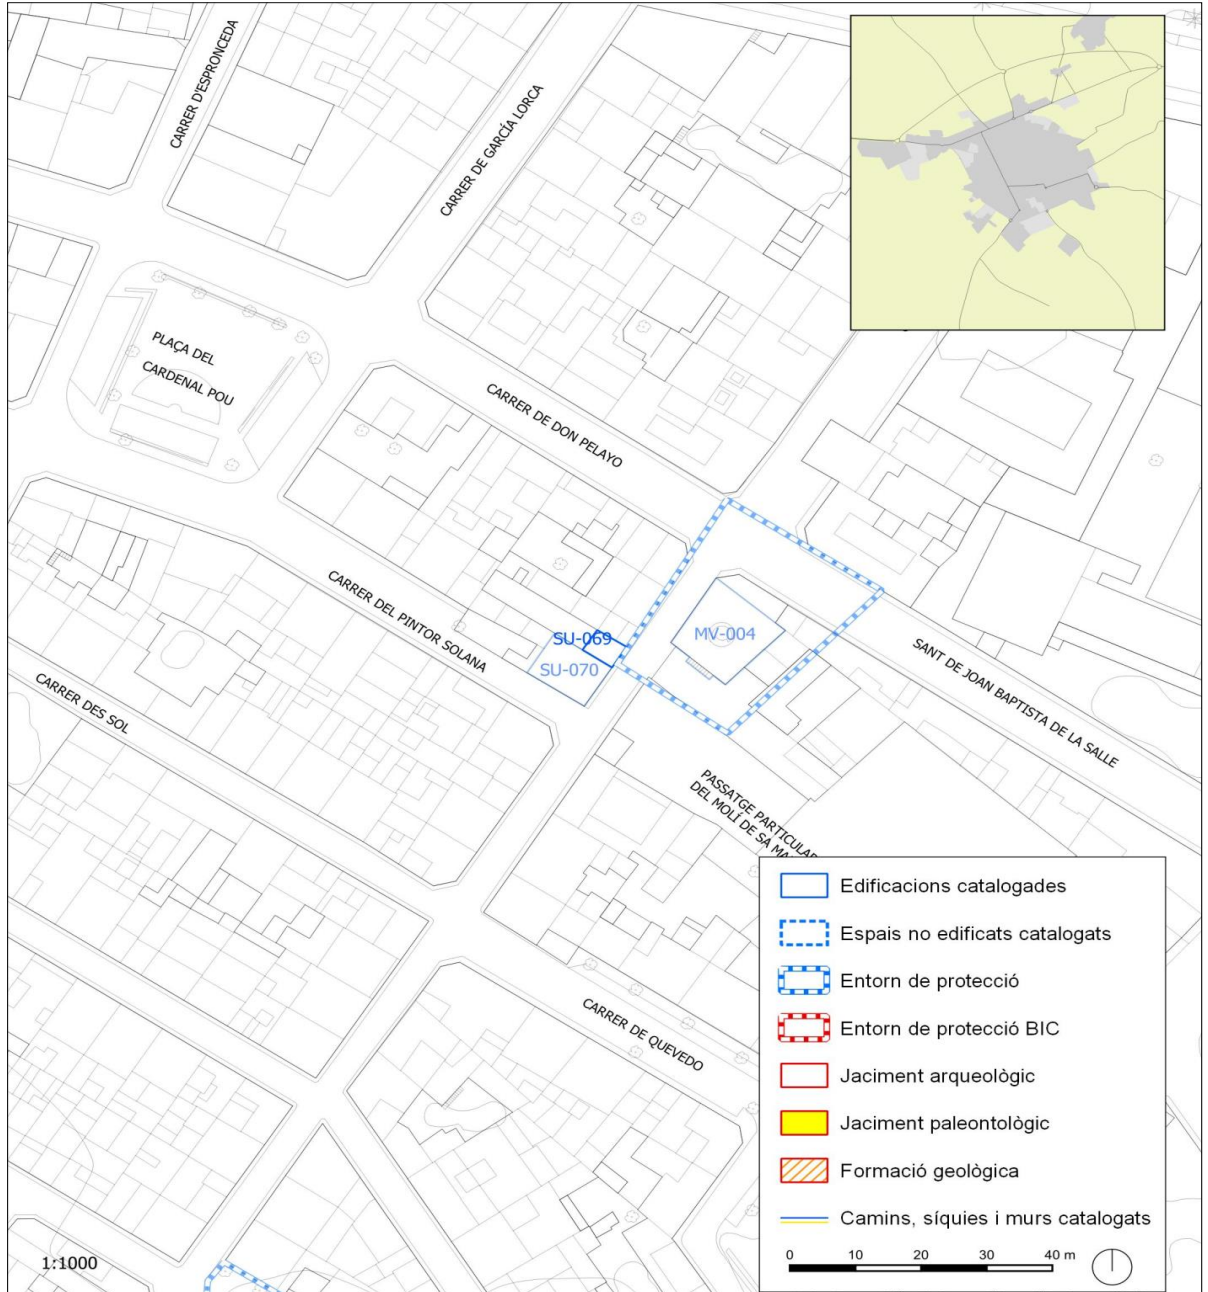 CARRER D'ESPRONCEDA
CARRER DE GARCÍA LORCA
PLAÇA DEL
CARDENAL POU
CARRER DE DON PELAYO
CARRER DEL PINTOR SOLANA
SU-069
SU-070
MV-004
SANT DE JOAN BAPTISTA DE LA SALLE
CARRER DES SOL
PASSATGE PARTICULAR
DEL MOLÍ DE SA
CARRER DE QUEVEDO
Edificacions catalogades
Espais no edificats catalogats
Entorn de protecció
Entorn de protecció BIC
Jaciment arqueològic
Jaciment paleontològic
Formació geològica
Camins, síquies i murs catalogats
0 10 20 30 40 m
1:1000